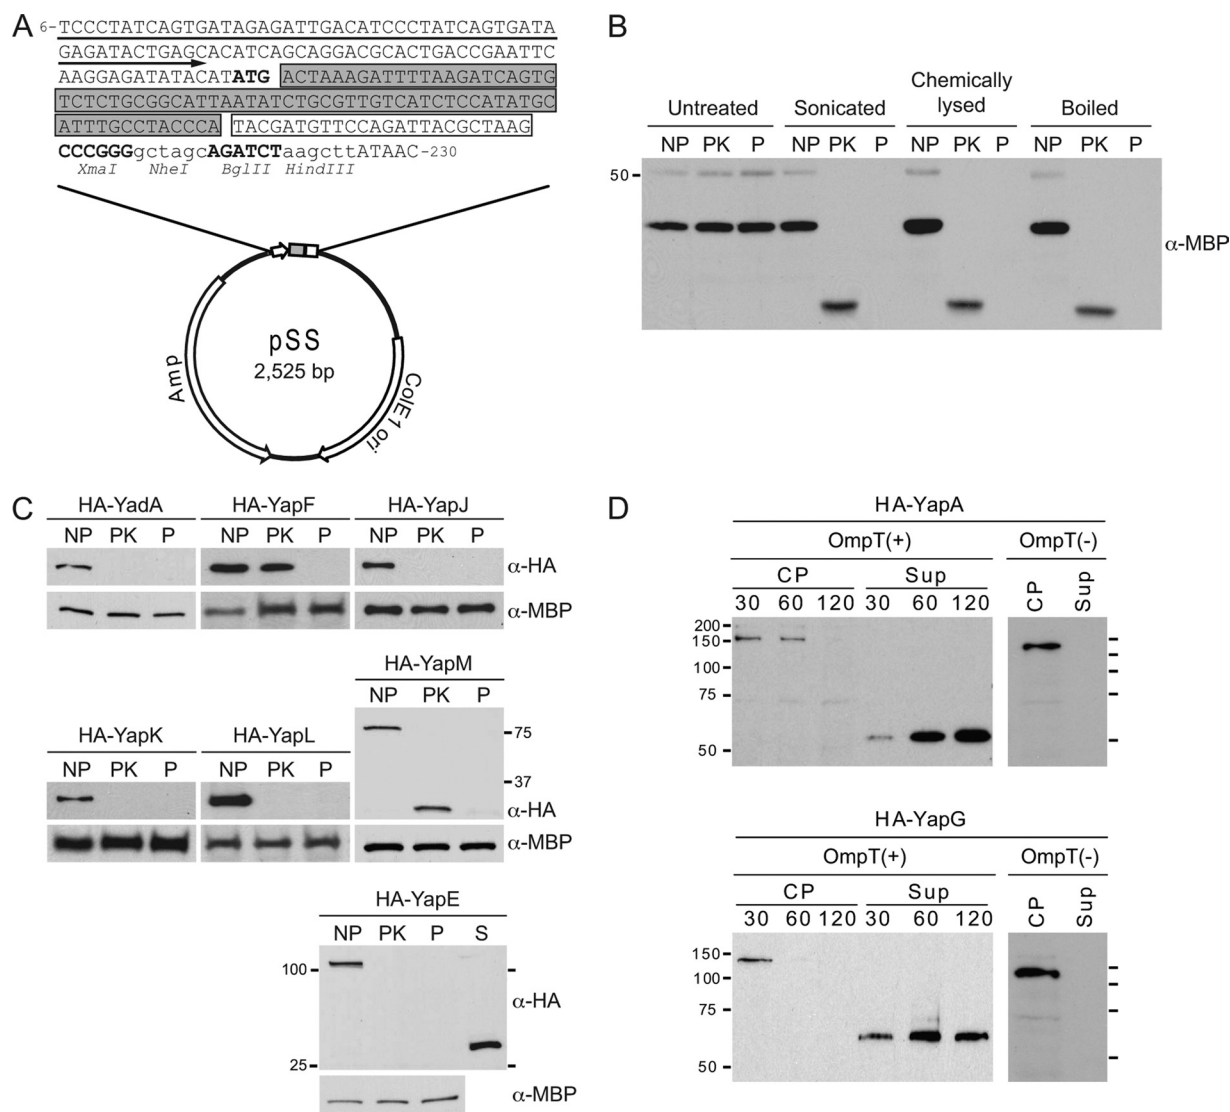 A
6-TCCCTATCAGTGATAGAGATTGACATCCCTATCAGTGATA
GAGATACTGAGCACATCAGCAGGACGCACTGACCGAATTC
AAGGAGATATACATATG ACTAAAGATTTTAAGATCAGTG
TCTCTGCGGCATTAATATCTGCGTTGTCATCTCCATATGC
ATTTGCCTACCCA TACGATGTTCCAGATTACGCTAAG
CCCGGGgctagcAGATCTaagcttATAAC-230
XmaI NheI BglII HindIII
pSS
2,525 bp
Amp
ColE1 ori
B
Untreated Sonicated Chemically lysed Boiled
NP PK P NP PK P NP PK P NP PK P
50
α-MBP
C
HA-YadA HA-YapF HA-YapJ
NP PK P NP PK P NP PK P
α-HA
α-MBP
HA-YapM
NP PK P
75
37
HA-YapK HA-YapL
NP PK P NP PK P
α-HA
α-MBP
HA-YapE
NP PK P S
100
α-HA
25
α-MBP
D
HA-YapA
OmpT(+) OmpT(-)
CP Sup CP Sup
30 60 120 30 60 120
200
150
100
75
50
HA-YapG
OmpT(+) OmpT(-)
CP Sup CP Sup
30 60 120 30 60 120
150
100
75
50